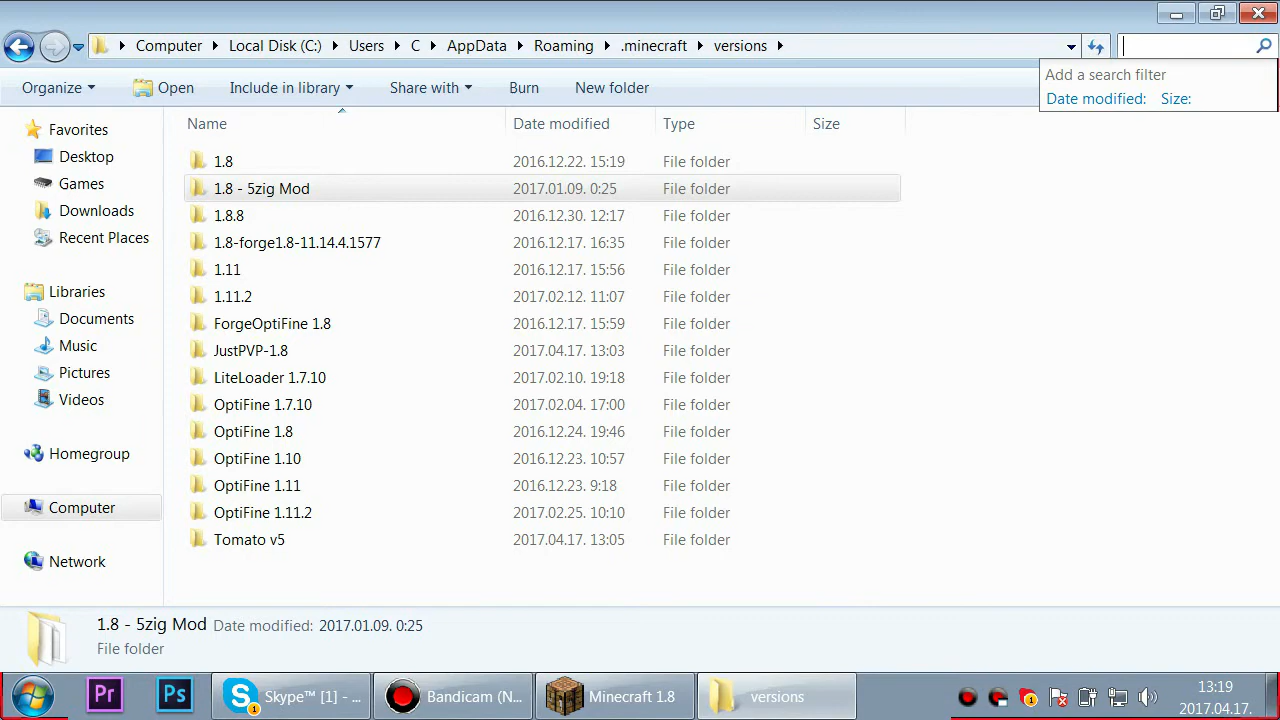 Computer Local Disk (C:) Users C AppData Roaming .minecraft versions
Add a search filter
Date modified: Size:
Organize Open Include in library Share with Burn New folder
Name Date modified Type Size
Favorites
Desktop
Games
Downloads
Recent Places
Libraries
Documents
Music
Pictures
Videos
Homegroup
Computer
Network
1.8 2016.12.22. 15:19 File folder
1.8 - 5zig Mod 2017.01.09. 0:25 File folder
1.8.8 2016.12.30. 12:17 File folder
1.8-forge1.8-11.14.4.1577 2016.12.17. 16:35 File folder
1.11 2016.12.17. 15:56 File folder
1.11.2 2017.02.12. 11:07 File folder
ForgeOptiFine 1.8 2016.12.17. 15:59 File folder
JustPVP-1.8 2017.04.17. 13:03 File folder
LiteLoader 1.7.10 2017.02.10. 19:18 File folder
OptiFine 1.7.10 2017.02.04. 17:00 File folder
OptiFine 1.8 2016.12.24. 19:46 File folder
OptiFine 1.10 2016.12.23. 10:57 File folder
OptiFine 1.11 2016.12.23. 9:18 File folder
OptiFine 1.11.2 2017.02.25. 10:10 File folder
Tomato v5 2017.04.17. 13:05 File folder
1.8 - 5zig Mod Date modified: 2017.01.09. 0:25
File folder
Pr Ps Skype™ [1] - ... Bandicam (N... Minecraft 1.8 versions
13:19
2017.04.17.